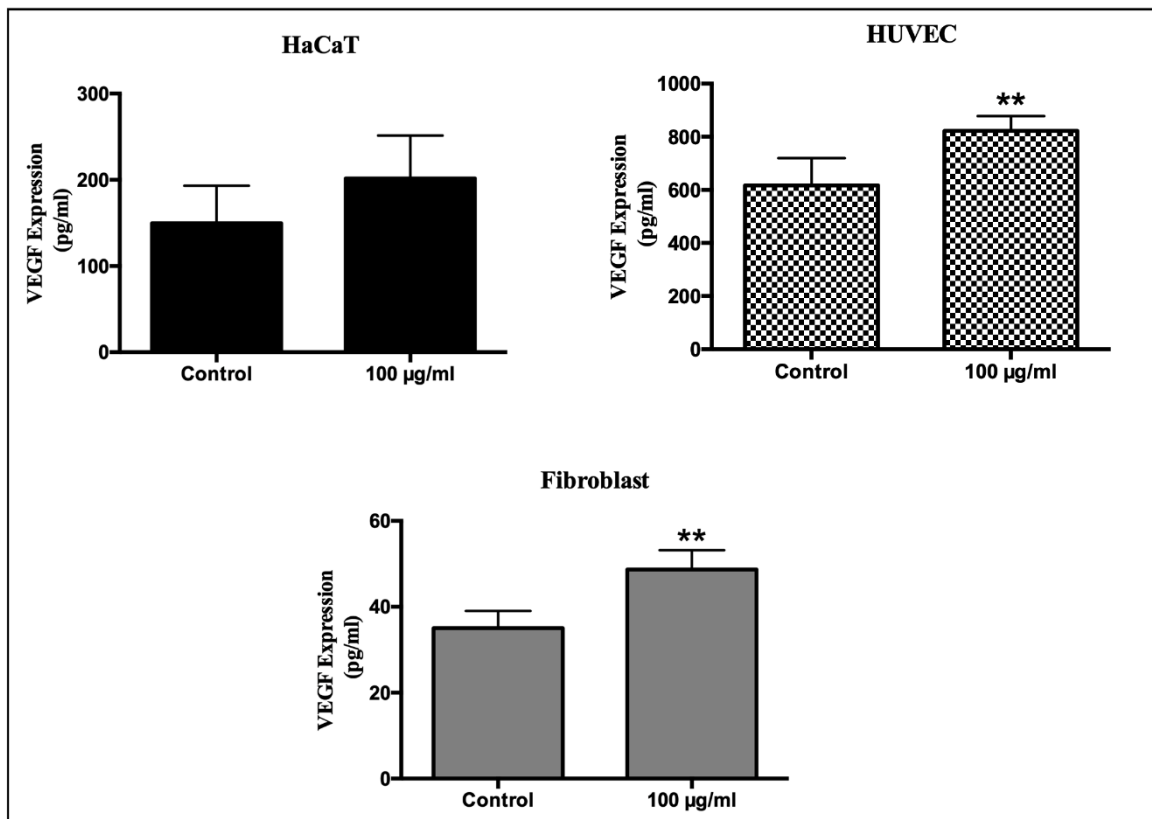 HaCaT
VEGF Expression
(pg/ml)
300
200
100
0
Control
100 µg/ml
HUVEC
VEGF Expression
(pg/ml)
1000
800
600
400
200
0
**
Control
100 µg/ml
Fibroblast
VEGF Expression
(pg/ml)
60
40
20
0
**
Control
100 µg/ml